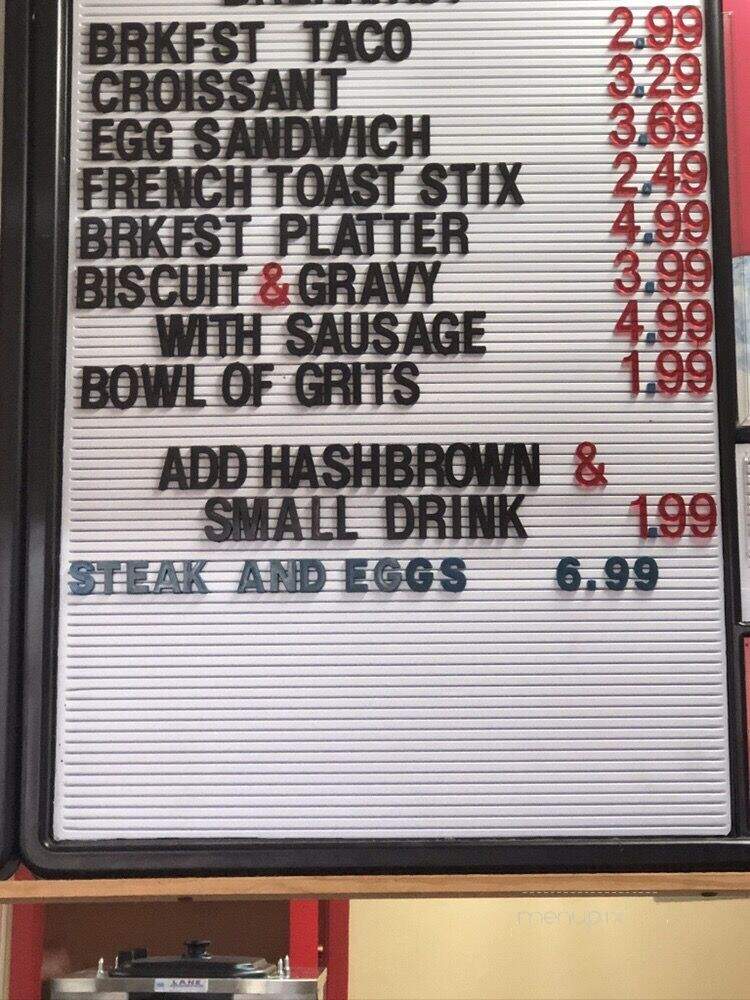 BRKFST TACO 2.99
CROISSANT 3.29
EGG SANDWICH 3.69
FRENCH TOAST STIX 2.49
BRKFST PLATTER 4.99
BISCUIT & GRAVY 3.99
WITH SAUSAGE 4.99
BOWL OF GRITS 1.99
ADD HASHBROWN &
SMALL DRINK 1.99
STEAK AND EGGS 6.99
menupix
LANE